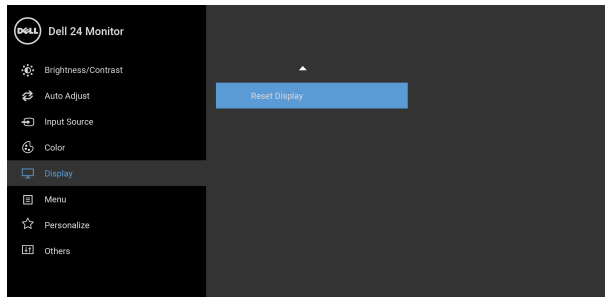 DELL
Dell 24 Monitor
Brightness/Contrast
Auto Adjust
Reset Display
Input Source
Color
Display
Menu
Personalize
Others